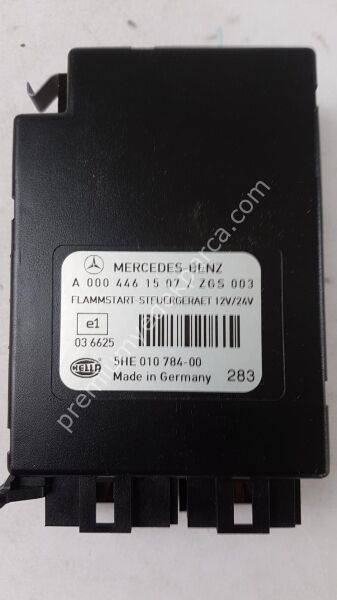 MERCEDES-BENZ
A 000 446 15 07 / ZGS 003
FLAMMSTART-STEUERGERAET 12V/24V
e1
03 6625
5HE 010 784-00
HELLA
Made in Germany 283